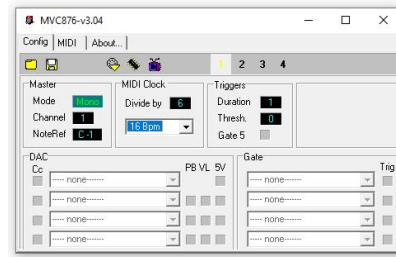 MVC876-v3.04
Config MIDI About...
1 2 3 4
Master
Mode Mono
Channel 1
NoteRef C -1
MIDI Clock
Divide by 6
16 Bpm
Triggers
Duration 1
Thresh. 0
Gate 5
DAC
Cc PB VL 5V
----- none-------
----- none-------
----- none-------
----- none-------
Gate
Trig
----- none-------
----- none-------
----- none-------
----- none-------